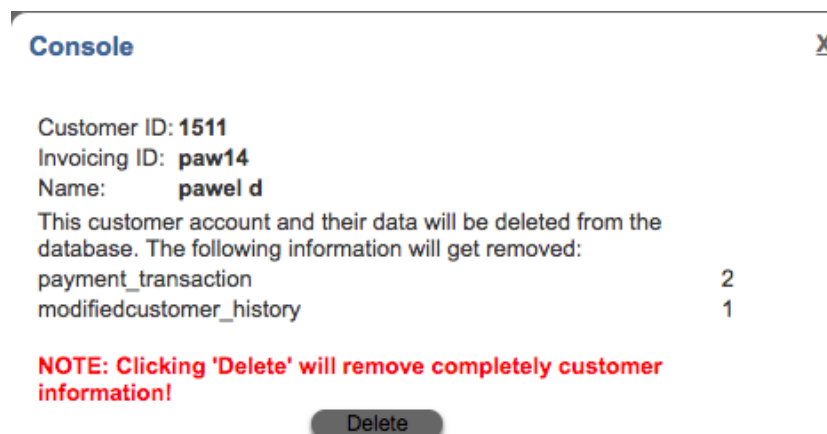 Console X
Customer ID: 1511
Invoicing ID: paw14
Name: pawel d
This customer account and their data will be deleted from the
database. The following information will get removed:
payment_transaction 2
modifiedcustomer_history 1
NOTE: Clicking 'Delete' will remove completely customer
information!
Delete